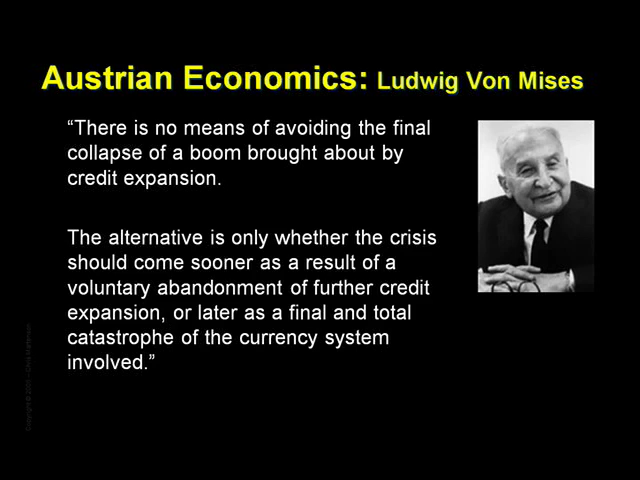 Austrian Economics: Ludwig Von Mises
“There is no means of avoiding the final
collapse of a boom brought about by
credit expansion.
The alternative is only whether the crisis
should come sooner as a result of a
voluntary abandonment of further credit
expansion, or later as a final and total
catastrophe of the currency system
involved.”